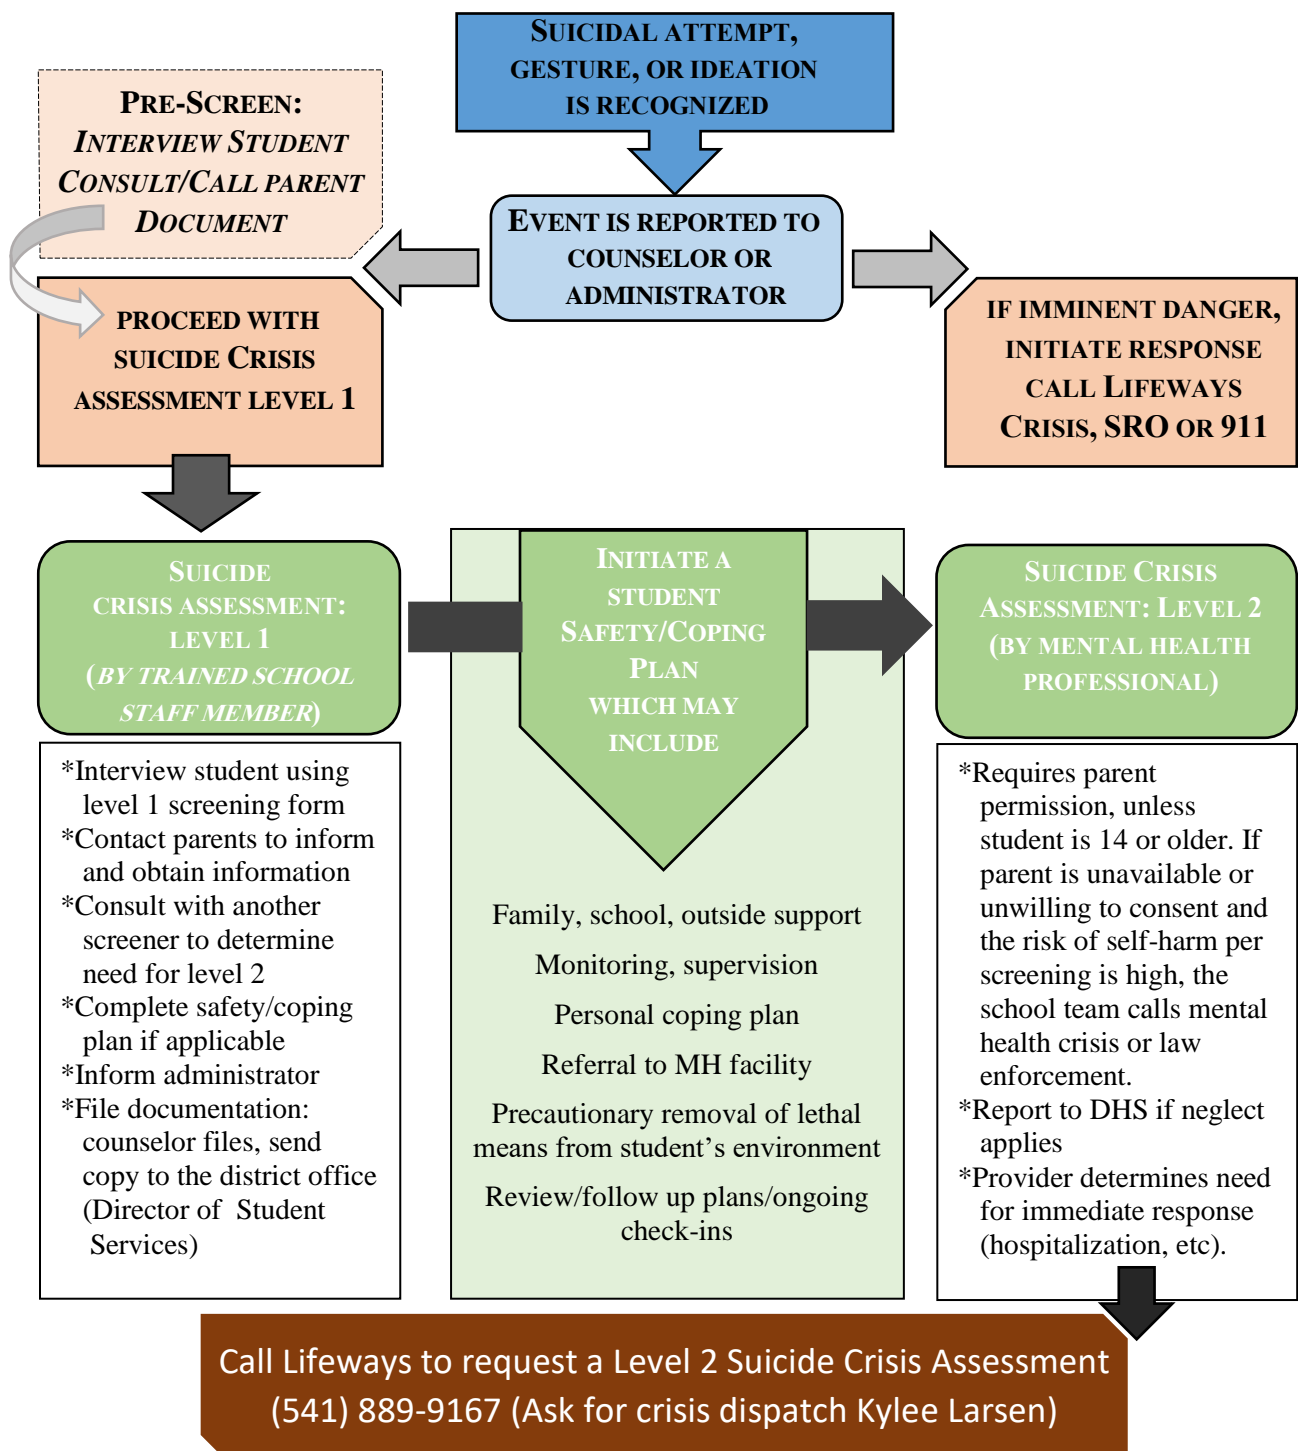 SUICIDAL ATTEMPT,
GESTURE, OR IDEATION
IS RECOGNIZED
PRE-SCREEN:
INTERVIEW STUDENT
CONSULT/CALL PARENT
DOCUMENT
EVENT IS REPORTED TO
COUNSELOR OR
ADMINISTRATOR
PROCEED WITH
SUICIDE CRISIS
ASSESSMENT LEVEL 1
IF IMMINENT DANGER,
INITIATE RESPONSE
CALL LIFEWAYS
CRISIS, SRO OR 911
SUICIDE
CRISIS ASSESSMENT:
LEVEL 1
(BY TRAINED SCHOOL
STAFF MEMBER)
*Interview student using
level 1 screening form
*Contact parents to inform
and obtain information
*Consult with another
screener to determine
need for level 2
*Complete safety/coping
plan if applicable
*Inform administrator
*File documentation:
counselor files, send
copy to the district office
(Director of Student
Services)
INITIATE A
STUDENT
SAFETY/COPING
PLAN
WHICH MAY
INCLUDE
Family, school, outside support
Monitoring, supervision
Personal coping plan
Referral to MH facility
Precautionary removal of lethal
means from student’s environment
Review/follow up plans/ongoing
check-ins
SUICIDE CRISIS
ASSESSMENT: LEVEL 2
(BY MENTAL HEALTH
PROFESSIONAL)
*Requires parent
permission, unless
student is 14 or older. If
parent is unavailable or
unwilling to consent and
the risk of self-harm per
screening is high, the
school team calls mental
health crisis or law
enforcement.
*Report to DHS if neglect
applies
*Provider determines need
for immediate response
(hospitalization, etc).
Call Lifeways to request a Level 2 Suicide Crisis Assessment
(541) 889-9167 (Ask for crisis dispatch Kylee Larsen)